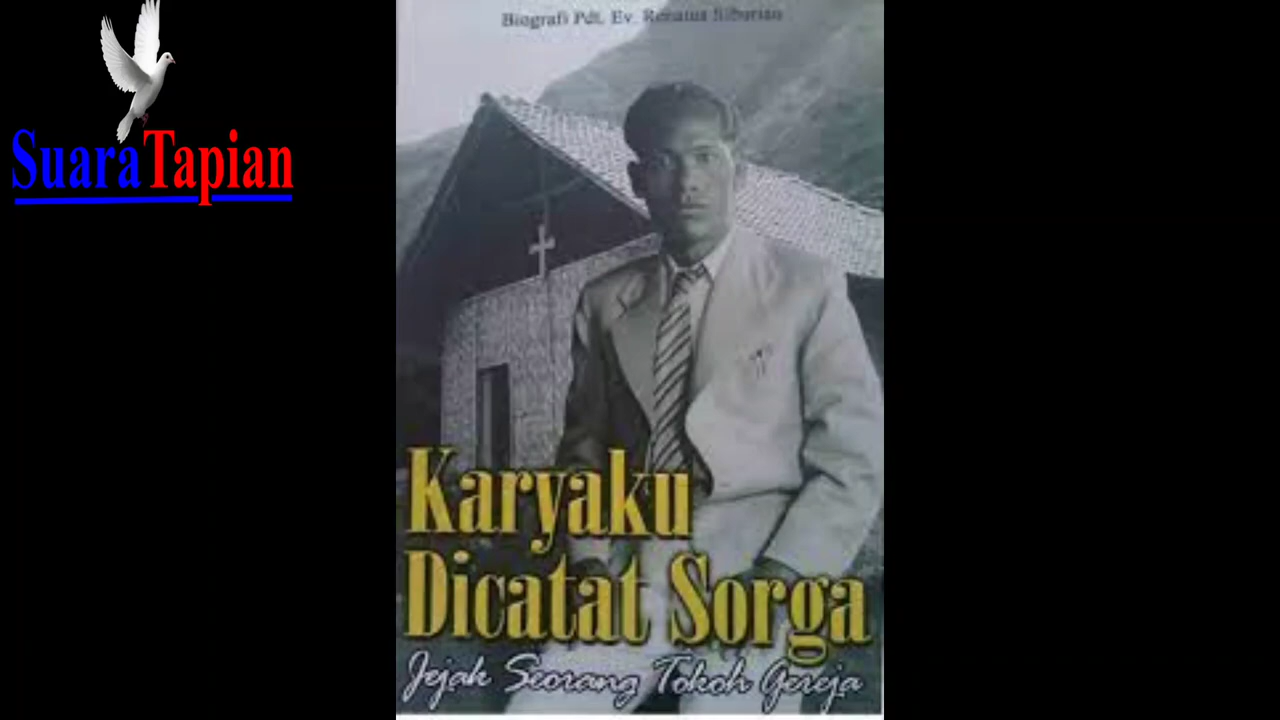 SuaraTapian
Biografi Pdt. Ev. Renatus Siburian
Karyaku
Dicatat Sorga
Jejak Seorang Tokoh Gereja